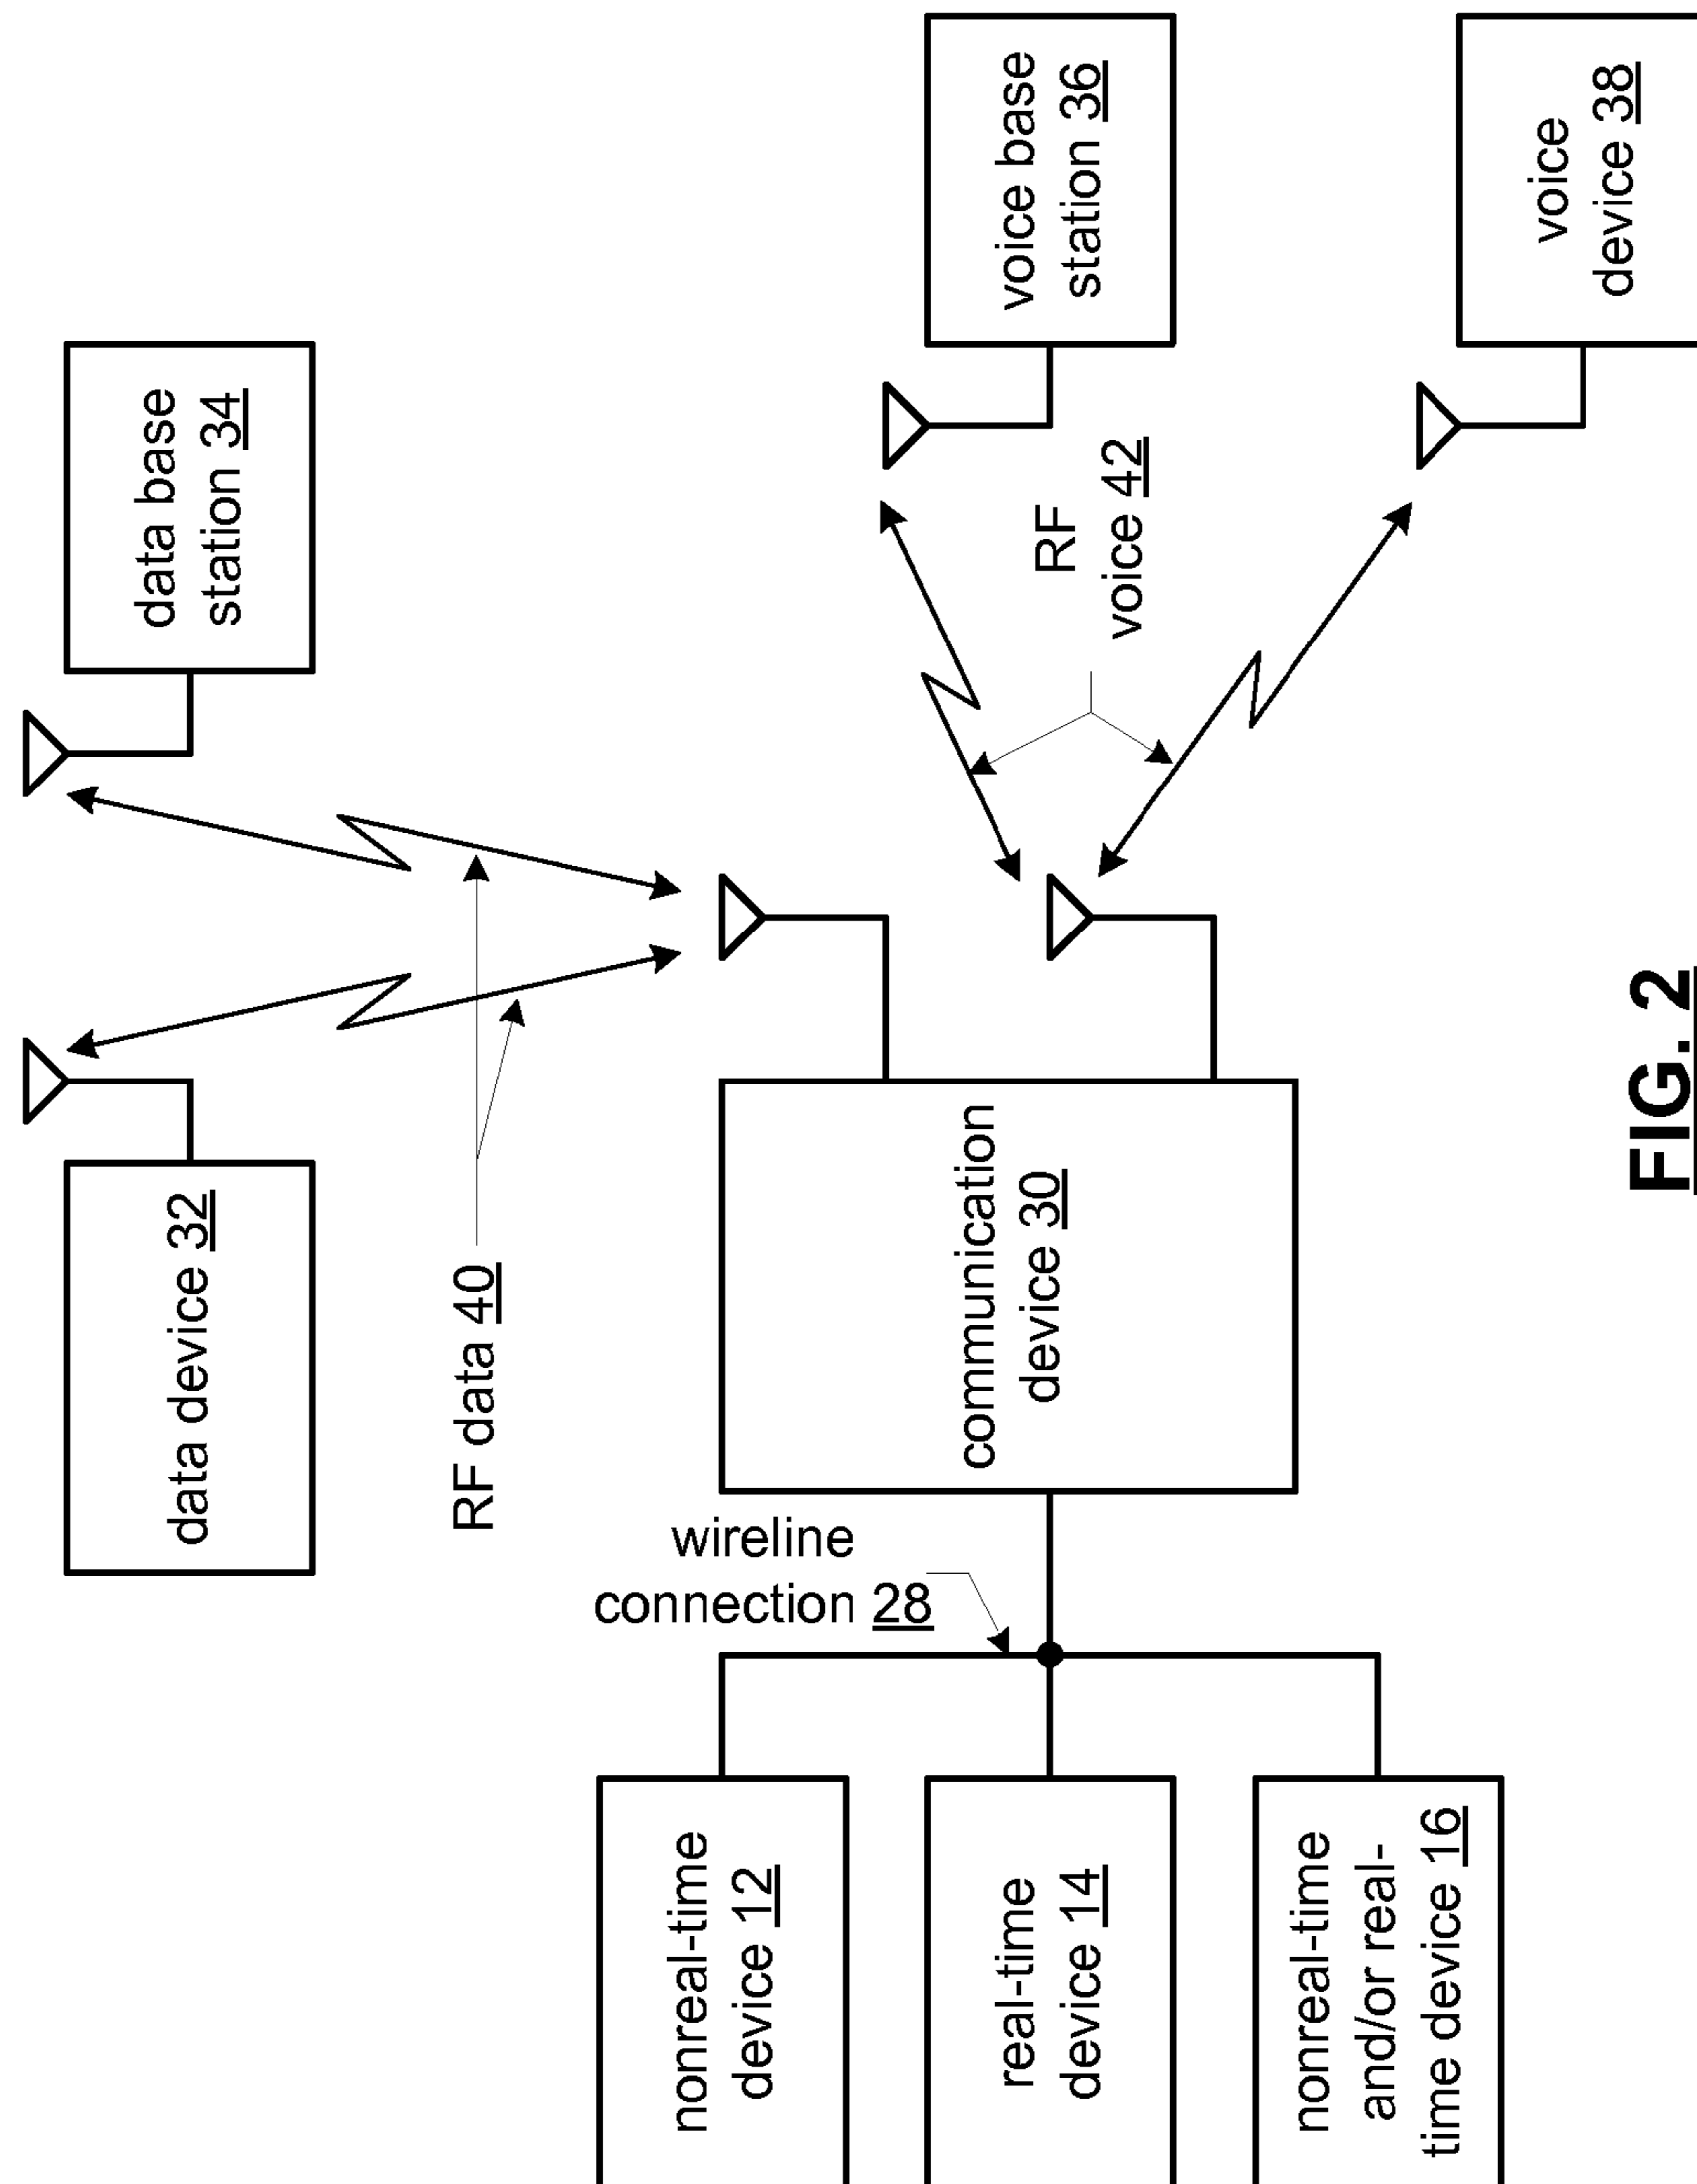 data device 32
data base
station 34
RF data 40
wireline
connection 28
nonreal-time
device 12
communication
device 30
RF
voice 42
voice base
station 36
real-time
device 14
nonreal-time
and/or real-
time device 16
voice
device 38
FIG. 2